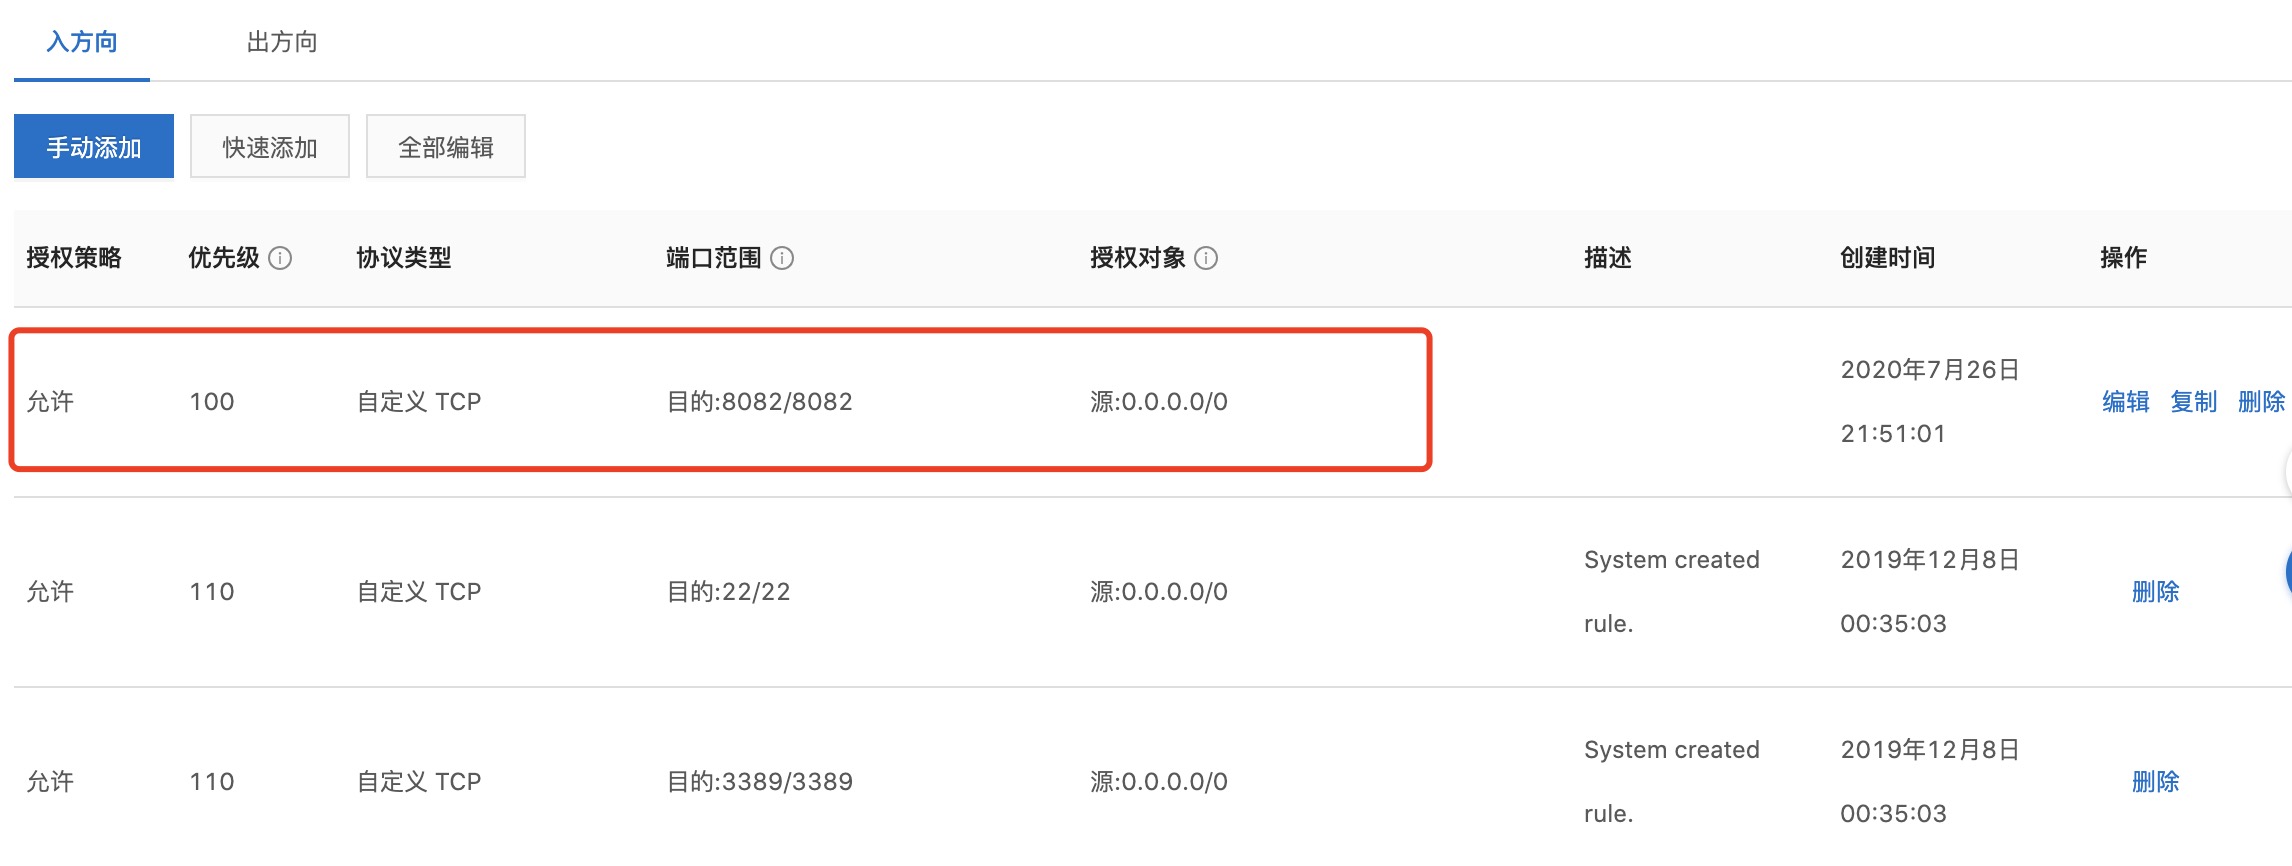 入方向 出方向
手动添加 快速添加 全部编辑
授权策略 优先级 协议类型 端口范围 授权对象 描述 创建时间 操作
允许 100 自定义 TCP 目的:8082/8082 源:0.0.0.0/0 2020年7月26日 编辑 复制 删除
21:51:01
允许 110 自定义 TCP 目的:22/22 源:0.0.0.0/0 System created 2019年12月8日 删除
rule. 00:35:03
允许 110 自定义 TCP 目的:3389/3389 源:0.0.0.0/0 System created 2019年12月8日 删除
rule. 00:35:03